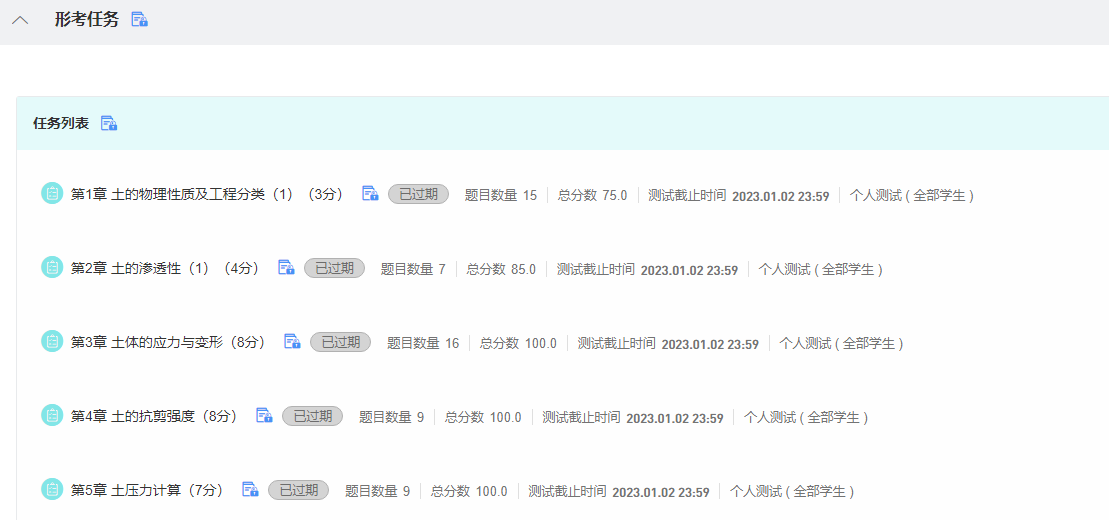 形考任务
任务列表
第1章 土的物理性质及工程分类（1）（3分） 已过期 题目数量 15 总分数 75.0 测试截止时间 2023.01.02 23:59 个人测试 ( 全部学生 )
第2章 土的渗透性（1）（4分） 已过期 题目数量 7 总分数 85.0 测试截止时间 2023.01.02 23:59 个人测试 ( 全部学生 )
第3章 土体的应力与变形（8分） 已过期 题目数量 16 总分数 100.0 测试截止时间 2023.01.02 23:59 个人测试 ( 全部学生 )
第4章 土的抗剪强度（8分） 已过期 题目数量 9 总分数 100.0 测试截止时间 2023.01.02 23:59 个人测试 ( 全部学生 )
第5章 土压力计算（7分） 已过期 题目数量 9 总分数 100.0 测试截止时间 2023.01.02 23:59 个人测试 ( 全部学生 )